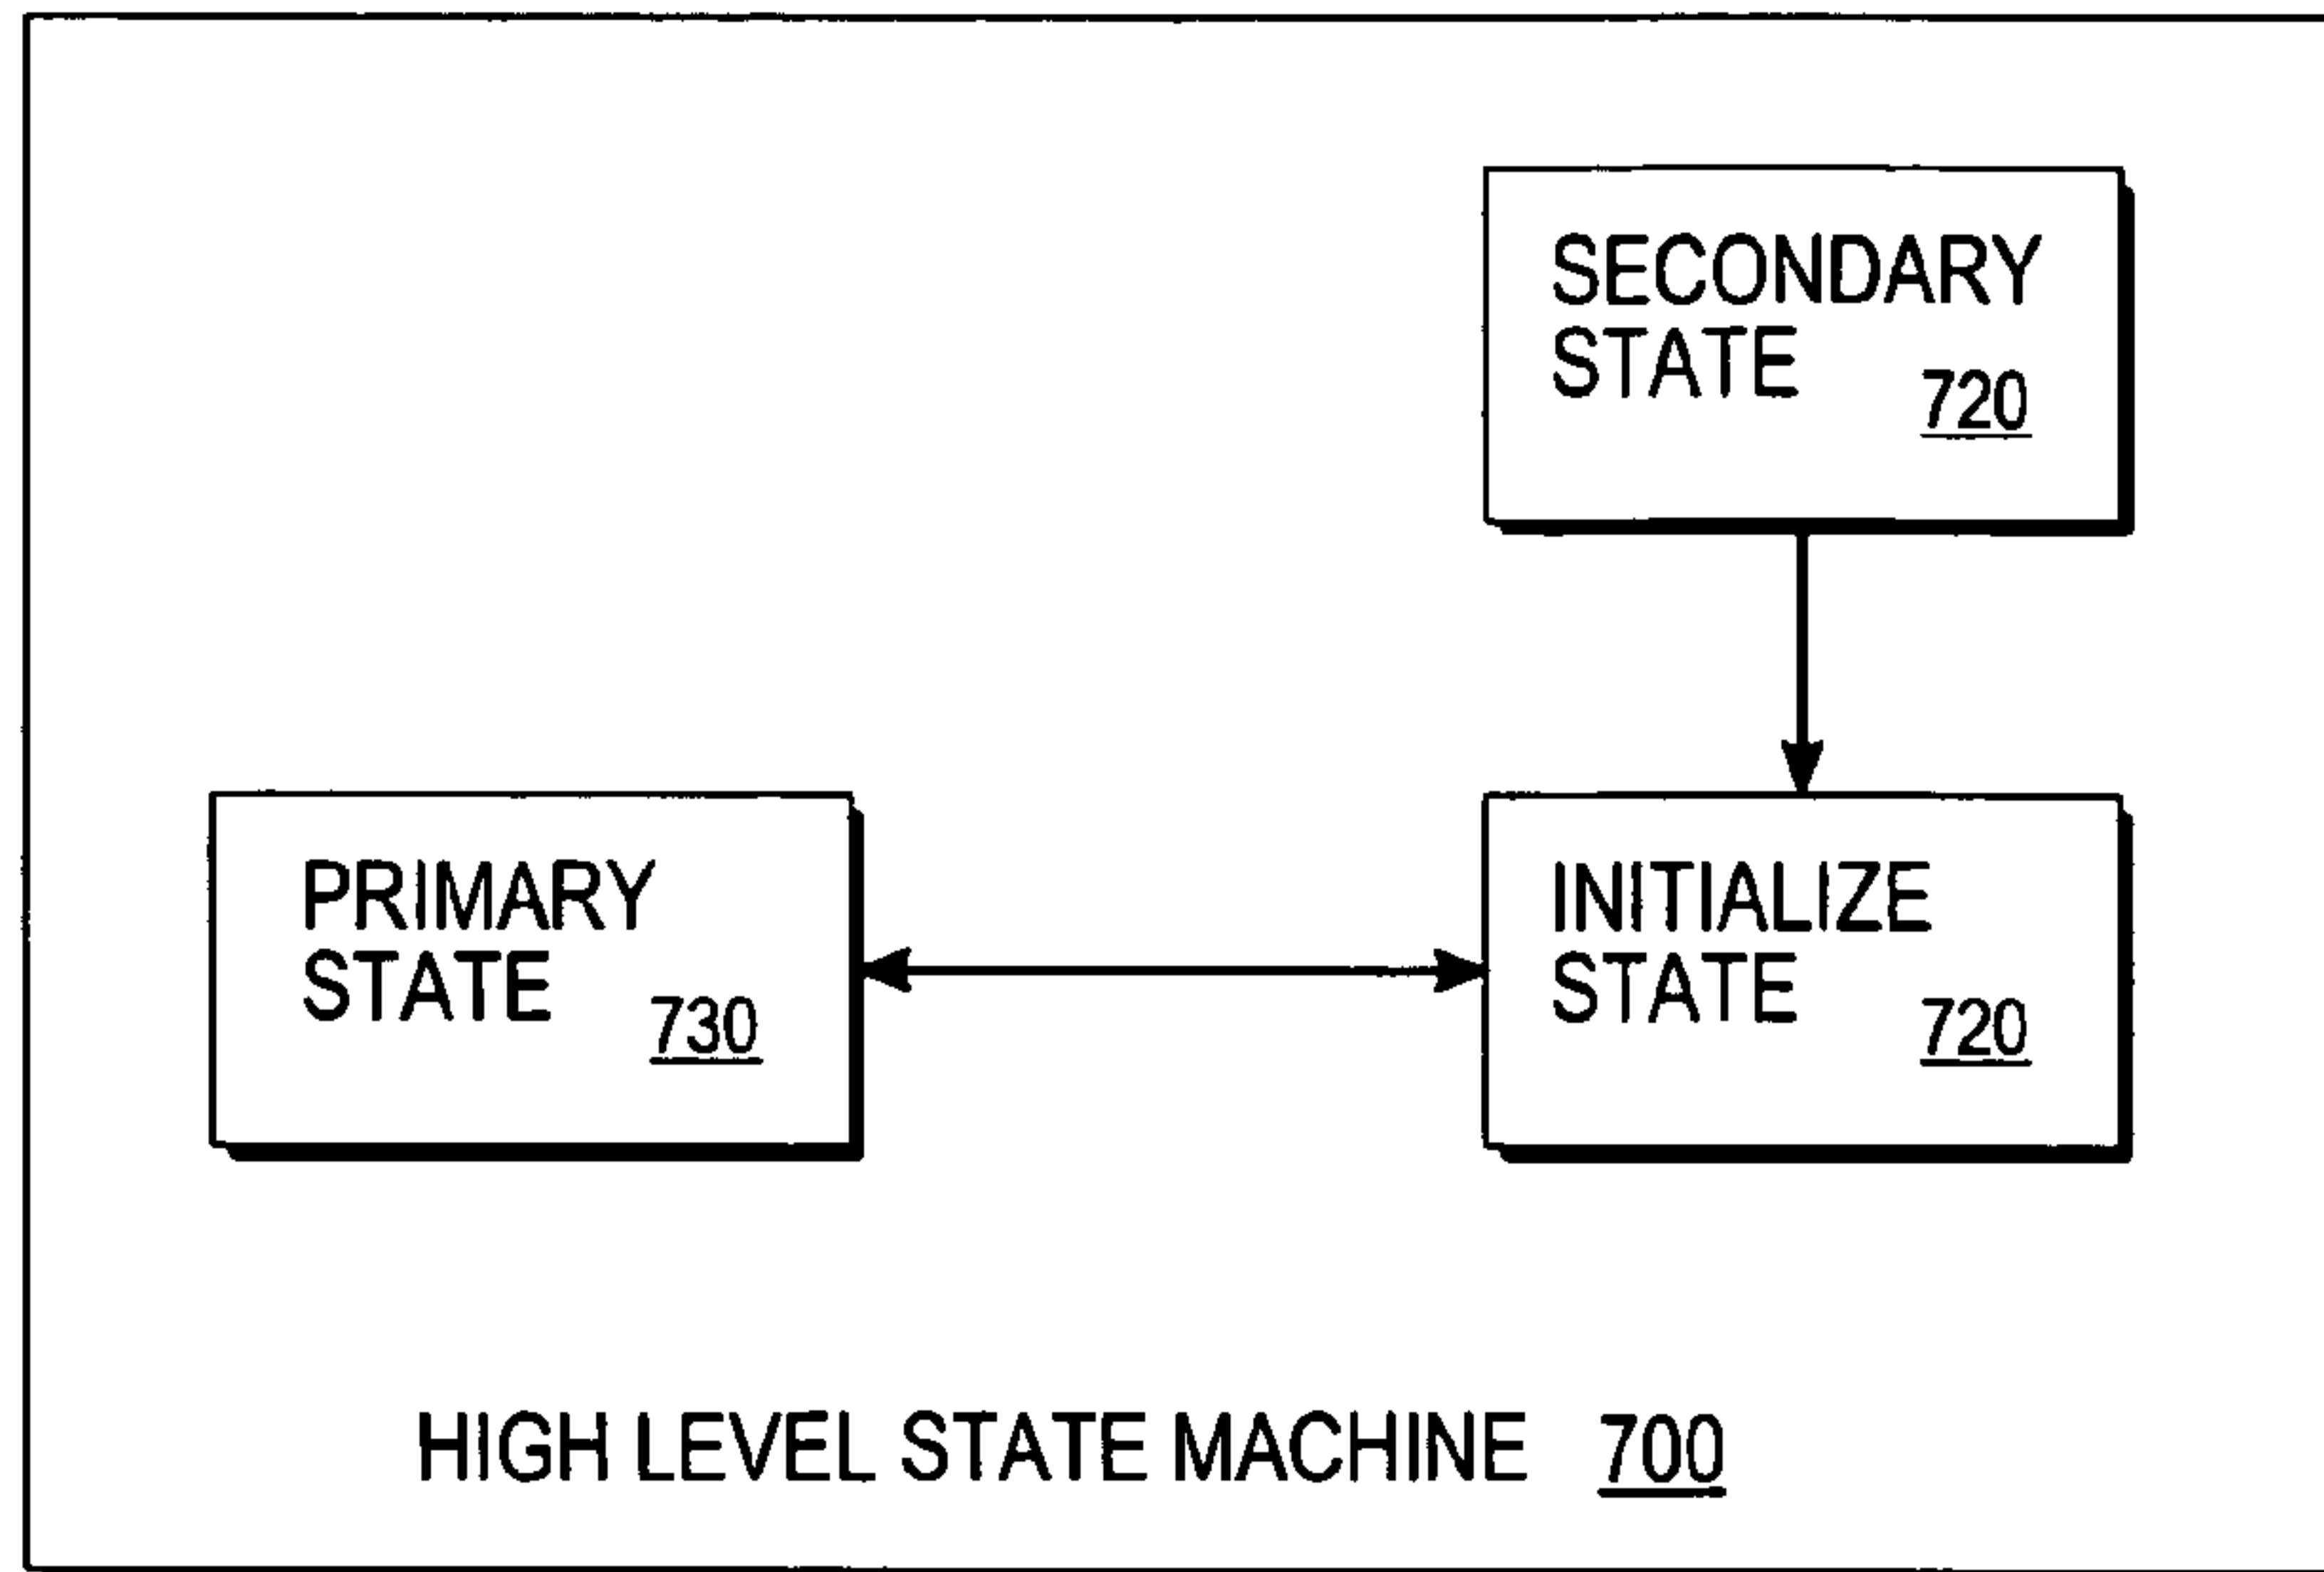 SECONDARY
STATE
720
PRIMARY
STATE
730
INITIALIZE
STATE
720
HIGH LEVEL STATE MACHINE 700